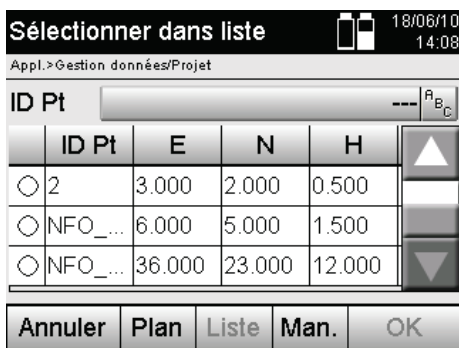 Sélectionner dans liste 18/06/10
14:08
Appl.>Gestion données/Projet
ID Pt --- ABC
ID Pt E N H
2 3.000 2.000 0.500
NFO_... 6.000 5.000 1.500
NFO_... 36.000 23.000 12.000
Annuler Plan Liste Man. OK